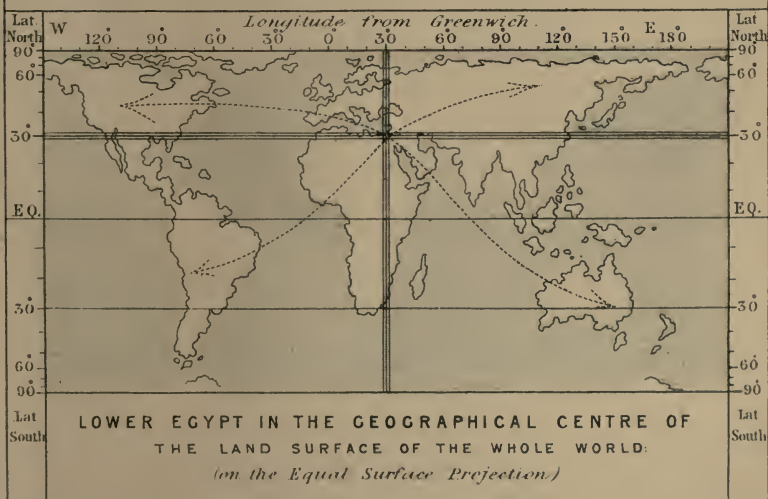 Longitude from Greenwich.
Lat. North W 120° 90° 60° 30° 0 30° 60° 90° 110° 150° E 180° Lat North
90° 90°
60° 60°
30° 30°
EQ. EQ.
30° 30°
60° 60°
90° 90°
Lat South Lat South
LOWER EGYPT IN THE GEOGRAPHICAL CENTRE OF
THE LAND SURFACE OF THE WHOLE WORLD:
(on the Equal Surface Projection)